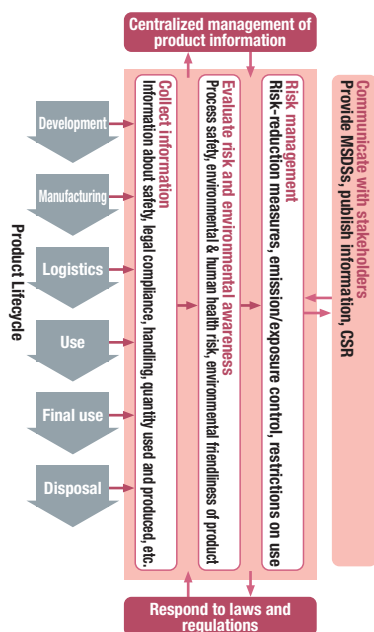 Centralized management of
product information
Communicate with stakeholders
Provide MSDSs, publish information, CSR
Risk management
Risk-reduction measures, emission/exposure control, restrictions on use
Evaluate risk and environmental awareness
Process safety, environmental & human health risk, environmental friendliness of product
Collect information
Information about safety, legal compliance, handling, quantity used and produced, etc.
Development
Manufacturing
Logistics
Use
Final use
Disposal
Product Lifecycle
Respond to laws and
regulations